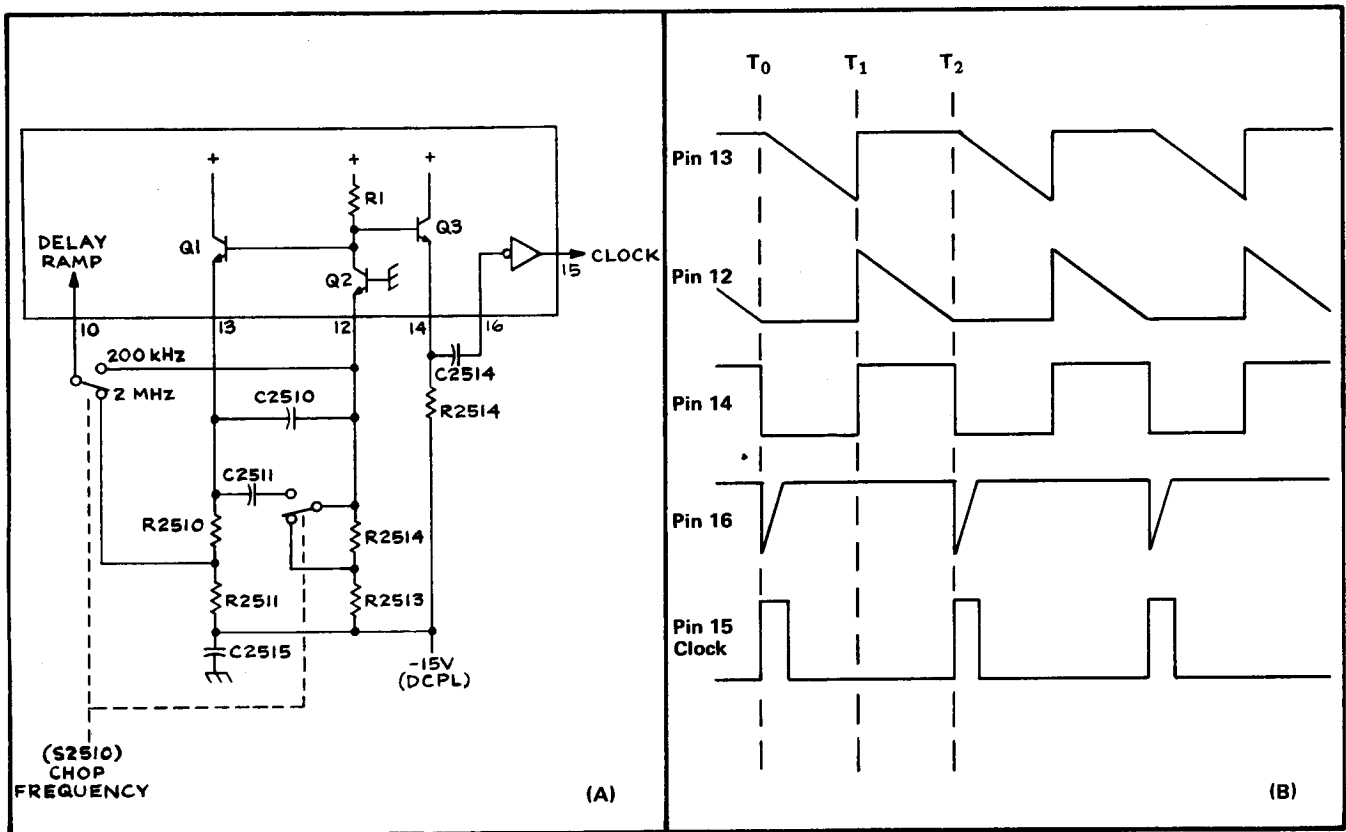 +
+
+
R1
Q1
Q3
DELAY
RAMP
Q2
CLOCK
15
10
13
12
14
16
200 kHz
2 MHz
C2514
C2510
R2514
C2511
R2510
R2514
R2511
R2513
C2515
-15V
(DCPL)
(S2510)
CHOP
FREQUENCY
(A)
T0
T1
T2
Pin 13
Pin 12
Pin 14
Pin 16
Pin 15
Clock
(B)